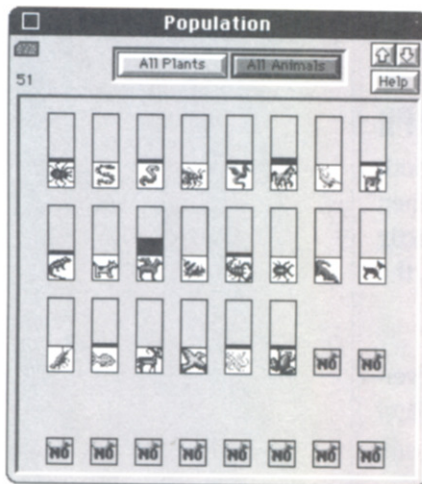 Population
All Plants All Animals
51
Help
NO NO
NO NO NO NO NO NO NO NO